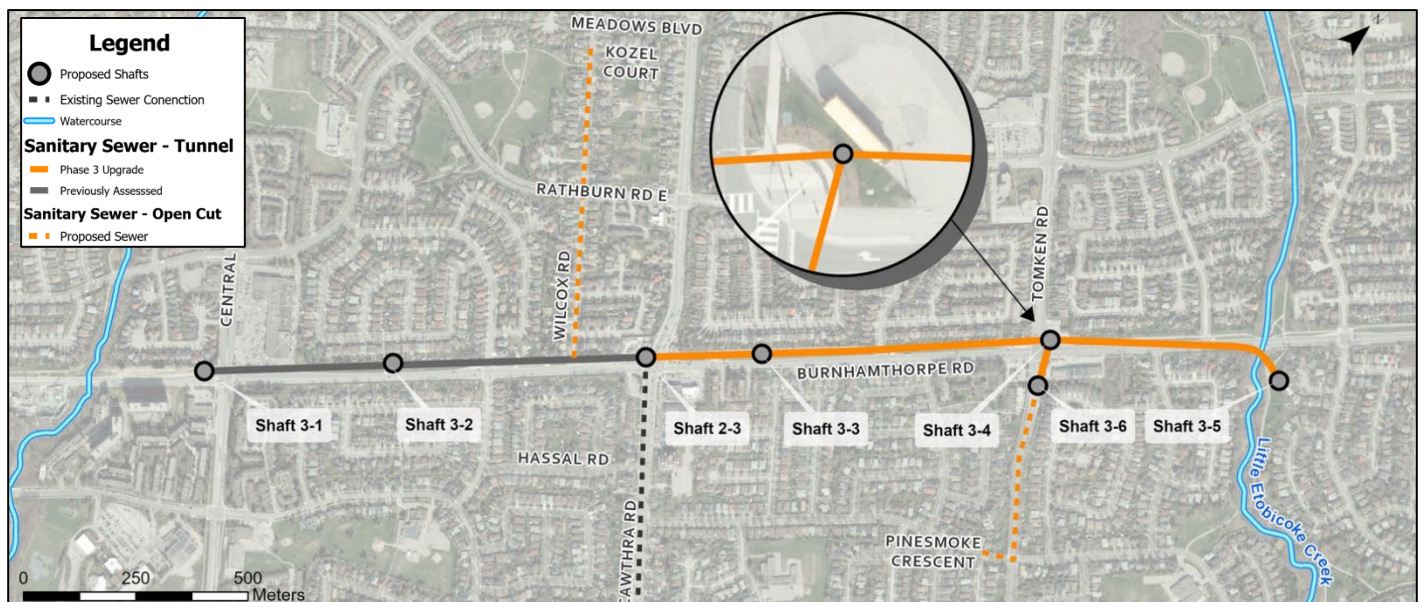 Legend
Proposed Shafts
Existing Sewer Conenction
Watercourse
Sanitary Sewer - Tunnel
Phase 3 Upgrade
Previously Assesssed
Sanitary Sewer - Open Cut
Proposed Sewer
MEADOWS BLVD
KOZEL
COURT
N
RATHBURN RD E
CENTRAL
WILCOX RD
TOMKEN RD
BURNHAMTHORPE RD
Shaft 3-1
Shaft 3-2
Shaft 2-3
Shaft 3-3
Shaft 3-4
Shaft 3-6
Shaft 3-5
HASSAL RD
CAWTHRA RD
PINESMOKE
CRESCENT
Little Etobicoke Creek
0 250 500
Meters